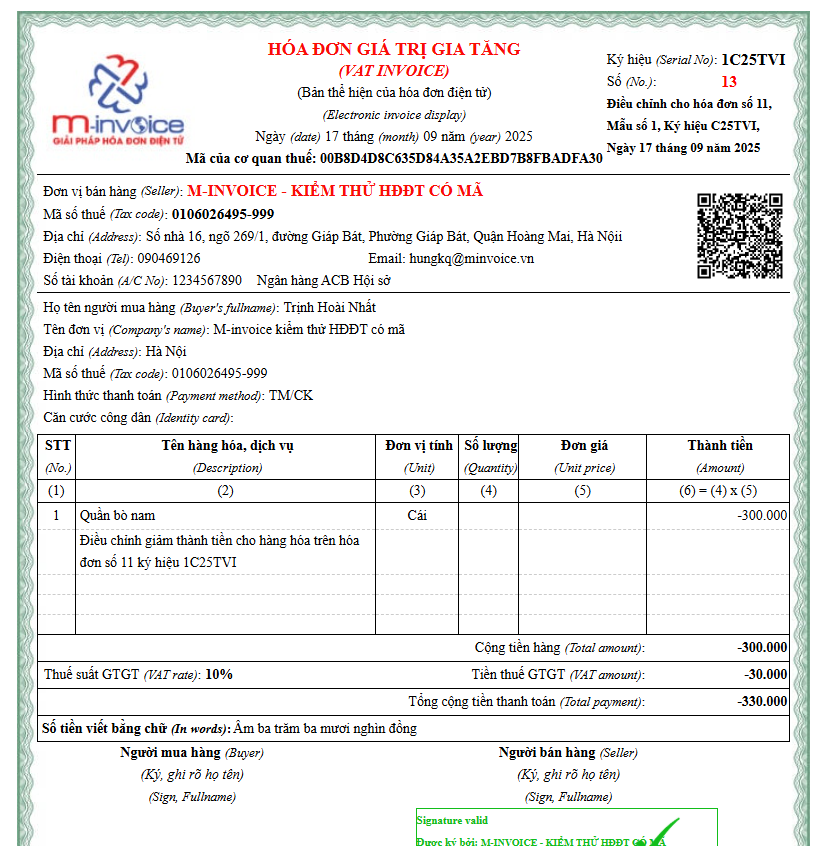 HÓA ĐƠN GIÁ TRỊ GIA TĂNG
(VAT INVOICE)
(Bản thể hiện của hóa đơn điện tử)
(Electronic invoice display)
Ngày (date) 17 tháng (month) 09 năm (year) 2025
Mã của cơ quan thuế: 00B8D4D8C635D84A35A2EBD7B8FBADFA30
M-invoice
GIẢI PHÁP HÓA ĐƠN ĐIỆN TỬ
Ký hiệu (Serial No): 1C25TVI
Số (No.): 13
Điều chỉnh cho hóa đơn số 11,
Mẫu số 1, Ký hiệu C25TVI,
Ngày 17 tháng 09 năm 2025
Đơn vị bán hàng (Seller): M-INVOICE - KIỂM THỬ HĐĐT CÓ MÃ
Mã số thuế (Tax code): 0106026495-999
Địa chỉ (Address): Số nhà 16, ngõ 269/1, đường Giáp Bát, Phường Giáp Bát, Quận Hoàng Mai, Hà Nộii
Điện thoại (Tel): 090469126 Email: hungkq@minvoice.vn
Số tài khoản (A/C No): 1234567890 Ngân hàng ACB Hội sở
Họ tên người mua hàng (Buyer's fullname): Trịnh Hoài Nhất
Tên đơn vị (Company's name): M-invoice kiểm thử HĐĐT có mã
Địa chỉ (Address): Hà Nội
Mã số thuế (Tax code): 0106026495-999
Hình thức thanh toán (Payment method): TM/CK
Căn cước công dân (Identity card):
STT Tên hàng hóa, dịch vụ Đơn vị tính Số lượng Đơn giá Thành tiền
(No.) (Description) (Unit) (Quantity) (Unit price) (Amount)
(1) (2) (3) (4) (5) (6) = (4) x (5)
1 Quần bò nam Cái -300.000
Điều chỉnh giảm thành tiền cho hàng hóa trên hóa
đơn số 11 ký hiệu 1C25TVI
Cộng tiền hàng (Total amount): -300.000
Thuế suất GTGT (VAT rate): 10% Tiền thuế GTGT (VAT amount): -30.000
Tổng cộng tiền thanh toán (Total payment): -330.000
Số tiền viết bằng chữ (In words): Âm ba trăm ba mươi nghìn đồng
Người mua hàng (Buyer) Người bán hàng (Seller)
(Ký, ghi rõ họ tên) (Ký, ghi rõ họ tên)
(Sign, Fullname) (Sign, Fullname)
Signature valid
Được ký bởi: M-INVOICE - KIỂM THỬ HĐĐT CÓ MÃ